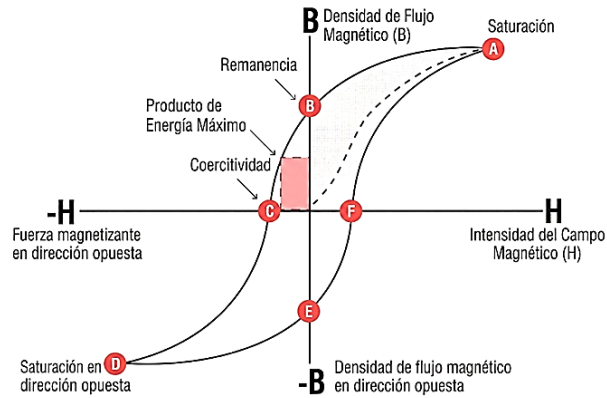 B
Densidad de Flujo
Magnético (B)
Saturación
A
Remanencia
B
Producto de
Energía Máximo
Coercitividad
-H
C
F
H
Fuerza magnetizante
en dirección opuesta
Intensidad del Campo
Magnético (H)
E
D
Saturación en
dirección opuesta
-B
Densidad de flujo magnético
en dirección opuesta